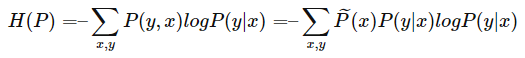 H(P) =−∑_{x,y} P(y,x)logP(y|x) =−∑_{x,y} P̃(x)P(y|x)logP(y|x)